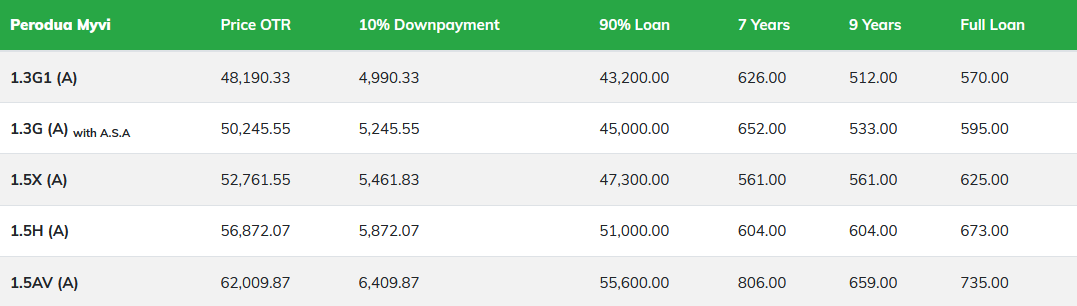 Perodua Myvi Price OTR 10% Downpayment 90% Loan 7 Years 9 Years Full Loan
1.3G1 (A) 48,190.33 4,990.33 43,200.00 626.00 512.00 570.00
1.3G (A) with A.S.A 50,245.55 5,245.55 45,000.00 652.00 533.00 595.00
1.5X (A) 52,761.55 5,461.83 47,300.00 561.00 561.00 625.00
1.5H (A) 56,872.07 5,872.07 51,000.00 604.00 604.00 673.00
1.5AV (A) 62,009.87 6,409.87 55,600.00 806.00 659.00 735.00